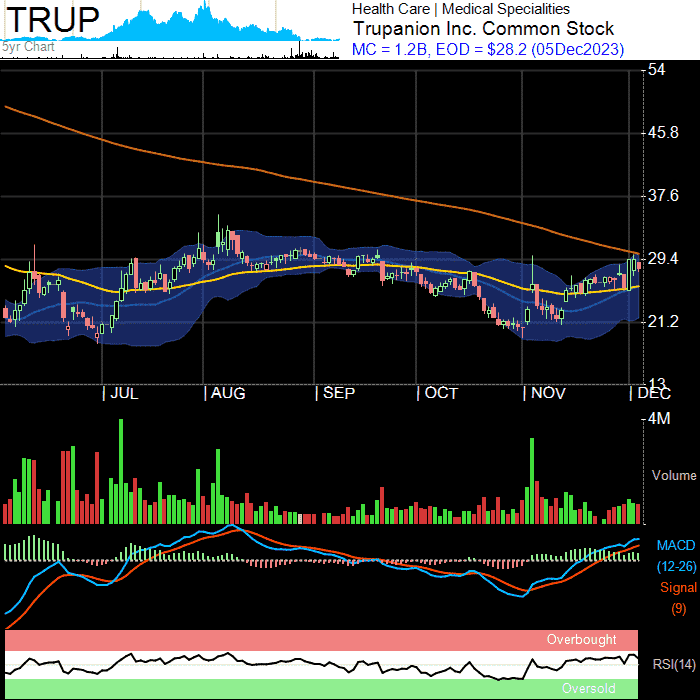 TRUP
5yr Chart
Health Care | Medical Specialities
Trupanion Inc. Common Stock
MC = 1.2B, EOD = $28.2 (05Dec2023)
54
45.8
37.6
29.4
21.2
13
JUL AUG SEP OCT NOV DEC
4M
Volume
MACD
(12-26)
Signal
(9)
Overbought
RSI(14)
Oversold